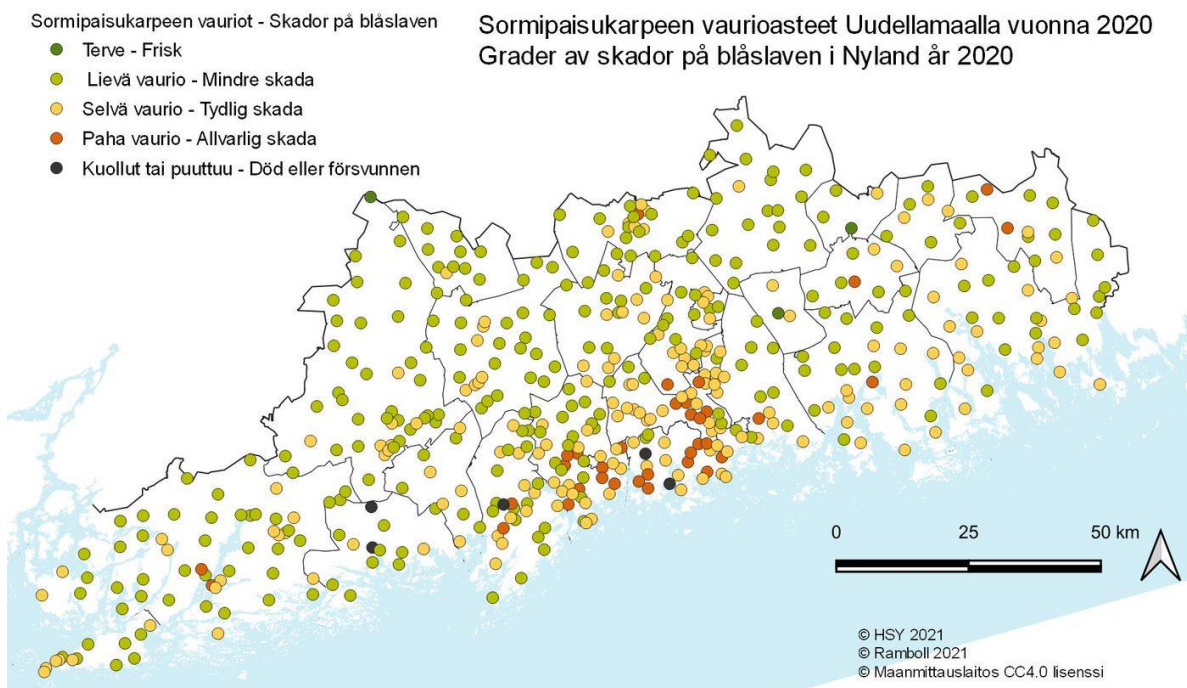 Sormipaisukarpeen vauriot - Skador på blåslaven
Terve - Frisk
Lievä vaurio - Mindre skada
Selvä vaurio - Tydlig skada
Paha vaurio - Allvarlig skada
Kuollut tai puuttuu - Död eller försvunnen
Sormipaisukarpeen vaurioasteet Uudellamaalla vuonna 2020
Grader av skador på blåslaven i Nyland år 2020
0 25 50 km
© HSY 2021
© Ramboll 2021
© Maanmittauslaitos CC4.0 lisenssi